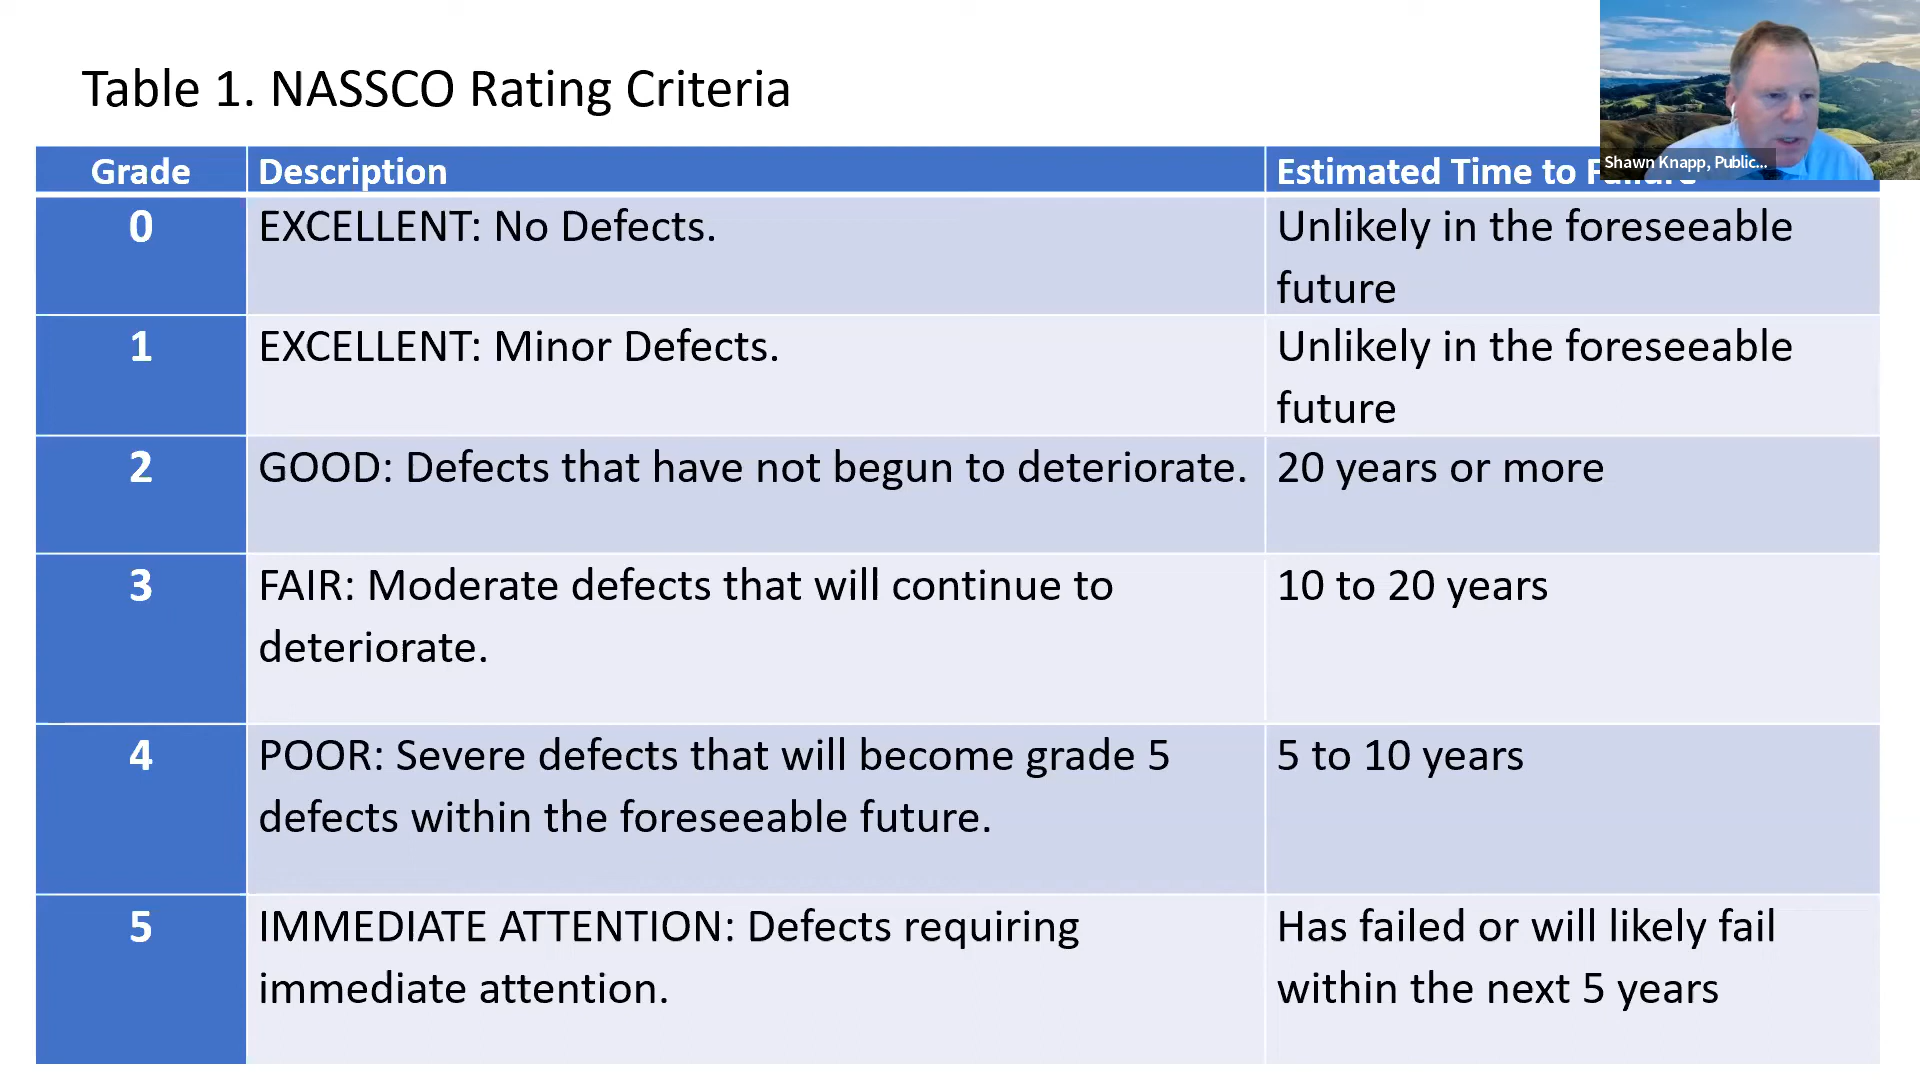 Table 1. NASSCO Rating Criteria
Shawn Knapp, Public...
Grade Description Estimated Time to Failure
0 EXCELLENT: No Defects. Unlikely in the foreseeable
future
1 EXCELLENT: Minor Defects. Unlikely in the foreseeable
future
2 GOOD: Defects that have not begun to deteriorate. 20 years or more
3 FAIR: Moderate defects that will continue to 10 to 20 years
deteriorate.
4 POOR: Severe defects that will become grade 5 5 to 10 years
defects within the foreseeable future.
5 IMMEDIATE ATTENTION: Defects requiring Has failed or will likely fail
immediate attention. within the next 5 years